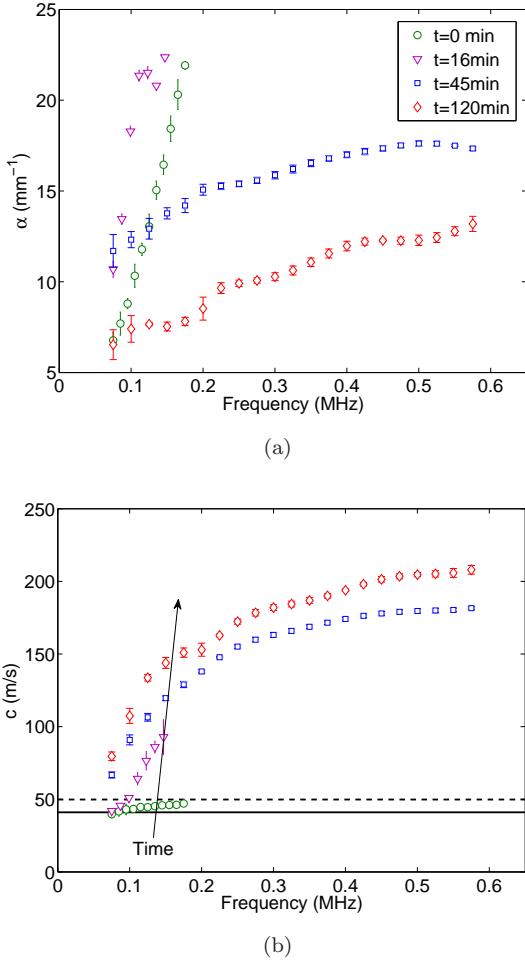 25
20
15
10
5
α (mm⁻¹)
t=0 min
t=16min
t=45min
t=120min
0 0.1 0.2 0.3 0.4 0.5 0.6
Frequency (MHz)
(a)
250
200
150
100
50
0
c (m/s)
Time
0 0.1 0.2 0.3 0.4 0.5 0.6
Frequency (MHz)
(b)